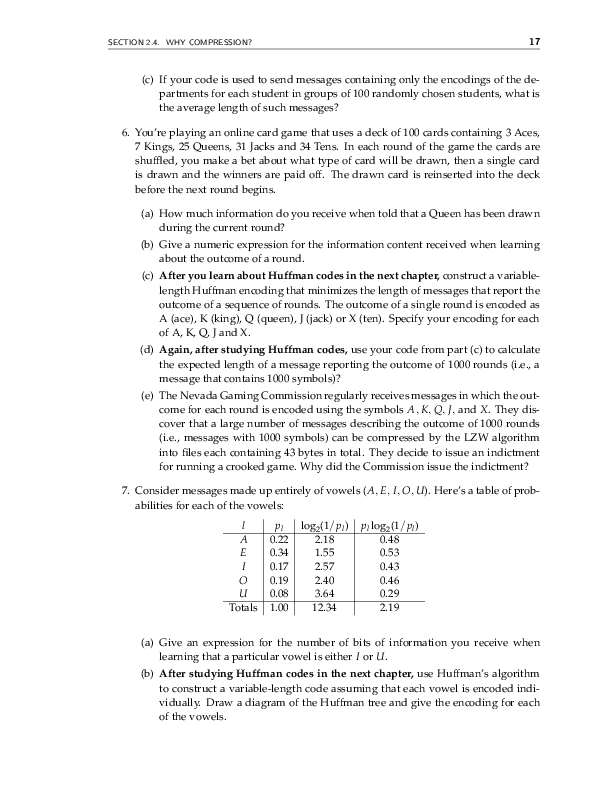 SECTION 2.4. WHY COMPRESSION? 17
(c) If your code is used to send messages containing only the encodings of the de-
partments for each student in groups of 100 randomly chosen students, what is
the average length of such messages?
6. You're playing an online card game that uses a deck of 100 cards containing 3 Aces,
7 Kings, 25 Queens, 31 Jacks and 34 Tens. In each round of the game the cards are
shuffled, you make a bet about what type of card will be drawn, then a single card
is drawn and the winners are paid off. The drawn card is reinserted into the deck
before the next round begins.
(a) How much information do you receive when told that a Queen has been drawn
during the current round?
(b) Give a numeric expression for the information content received when learning
about the outcome of a round.
(c) After you learn about Huffman codes in the next chapter, construct a variable-
length Huffman encoding that minimizes the length of messages that report the
outcome of a sequence of rounds. The outcome of a single round is encoded as
A (ace), K (king), Q (queen), J (jack) or X (ten). Specify your encoding for each
of A, K, Q, J and X.
(d) Again, after studying Huffman codes, use your code from part (c) to calculate
the expected length of a message reporting the outcome of 1000 rounds (i.e., a
message that contains 1000 symbols)?
(e) The Nevada Gaming Commission regularly receives messages in which the out-
come for each round is encoded using the symbols A, K, Q, J, and X. They dis-
cover that a large number of messages describing the outcome of 1000 rounds
(i.e., messages with 1000 symbols) can be compressed by the LZW algorithm
into files each containing 43 bytes in total. They decide to issue an indictment
for running a crooked game. Why did the Commission issue the indictment?
7. Consider messages made up entirely of vowels (A, E, I, O, U). Here's a table of prob-
abilities for each of the vowels:
l p_l log₂(1/p_l) p_l log₂(1/p_l)
A 0.22 2.18 0.48
E 0.34 1.55 0.53
I 0.17 2.57 0.43
O 0.19 2.40 0.46
U 0.08 3.64 0.29
Totals 1.00 12.34 2.19
(a) Give an expression for the number of bits of information you receive when
learning that a particular vowel is either I or U.
(b) After studying Huffman codes in the next chapter, use Huffman's algorithm
to construct a variable-length code assuming that each vowel is encoded indi-
vidually. Draw a diagram of the Huffman tree and give the encoding for each
of the vowels.